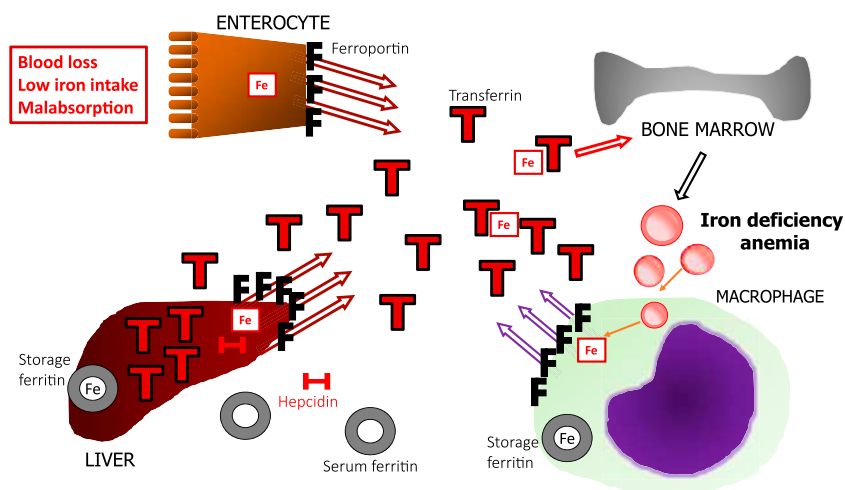 ENTEROCYTE
Ferroportin
Blood loss
Low iron intake
Malabsorption
Fe
F
F
F
Transferrin
T
BONE MARROW
Fe
T
T
T
Fe
T
Iron deficiency
anemia
T
T
T
T
T
T
T
MACROPHAGE
F
F
F
F
F
Fe
T
T
T
T
T
F
F
F
F
Fe
Storage
ferritin
Fe
Hepcidin
Serum ferritin
LIVER
Storage
ferritin
Fe